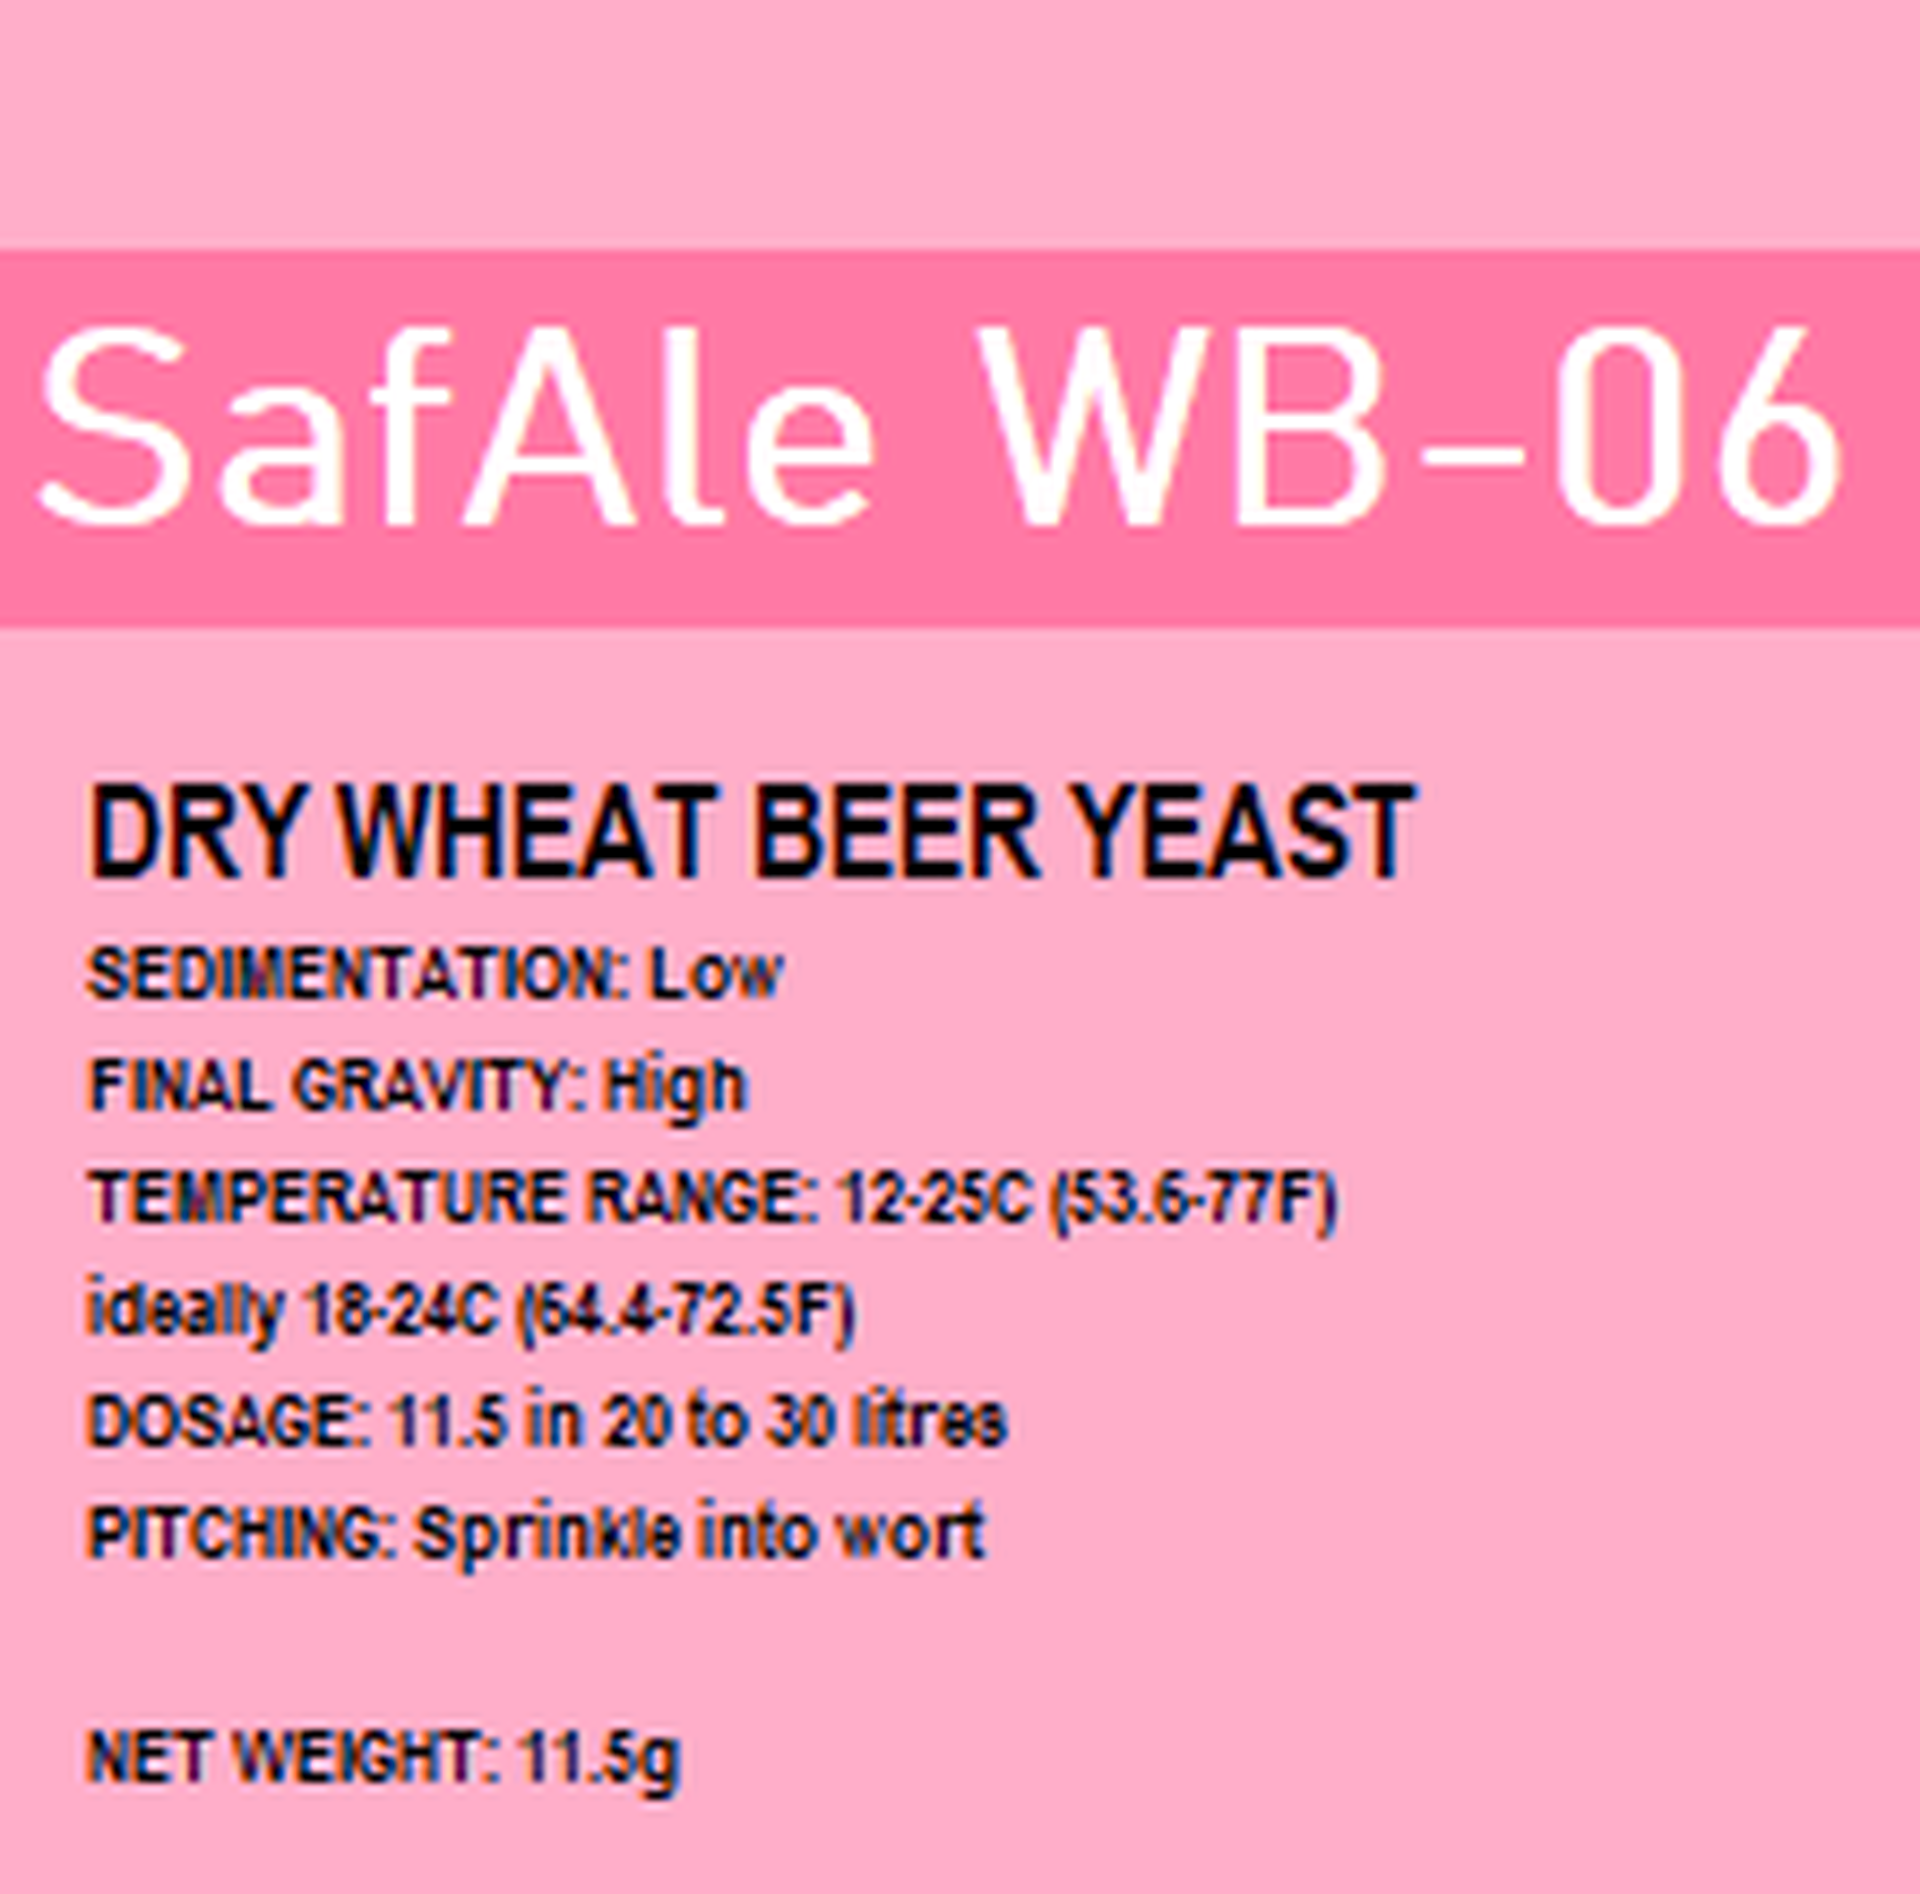 SafAle WB-06
DRY WHEAT BEER YEAST
SEDIMENTATION: Low
FINAL GRAVITY: High
TEMPERATURE RANGE: 12-25C (53.6-77F)
ideally 18-24C (64.4-72.5F)
DOSAGE: 11.5 in 20 to 30 litres
PITCHING: Sprinkle into wort
NET WEIGHT: 11.5g